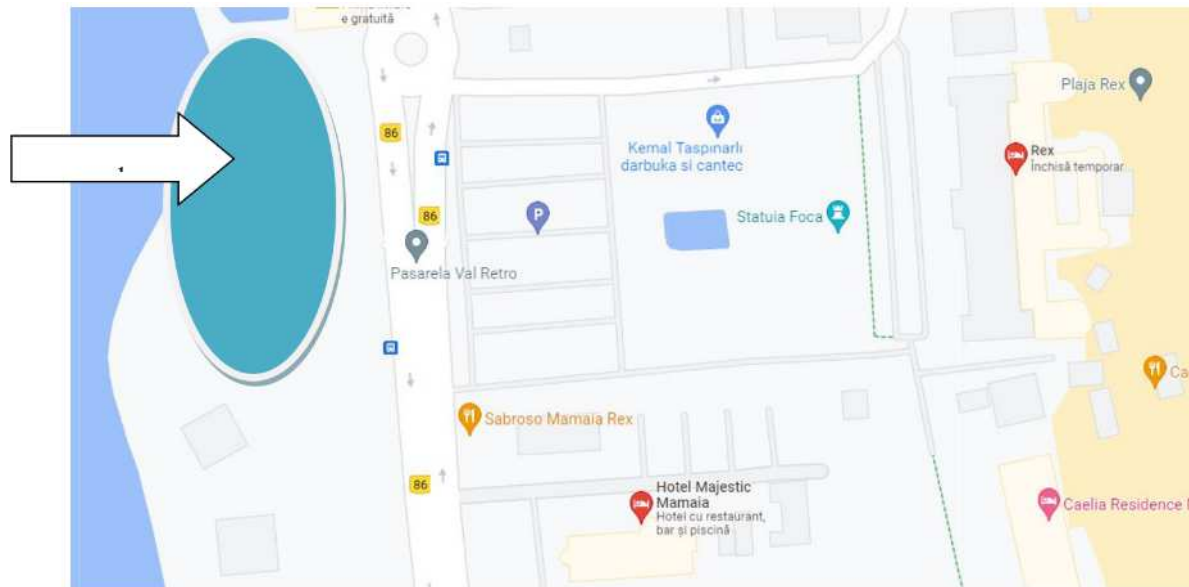 e gratuită
Plaja Rex
86
Kemal Taspinarli
darbuka si cantec
Rex
Închisă temporar
P
86
Statuia Foca
Pasarela Val Retro
Ca
Sabroso Mamaia Rex
86
Hotel Majestic
Mamaia
Hotel cu restaurant,
bar și piscină
Caelia Residence